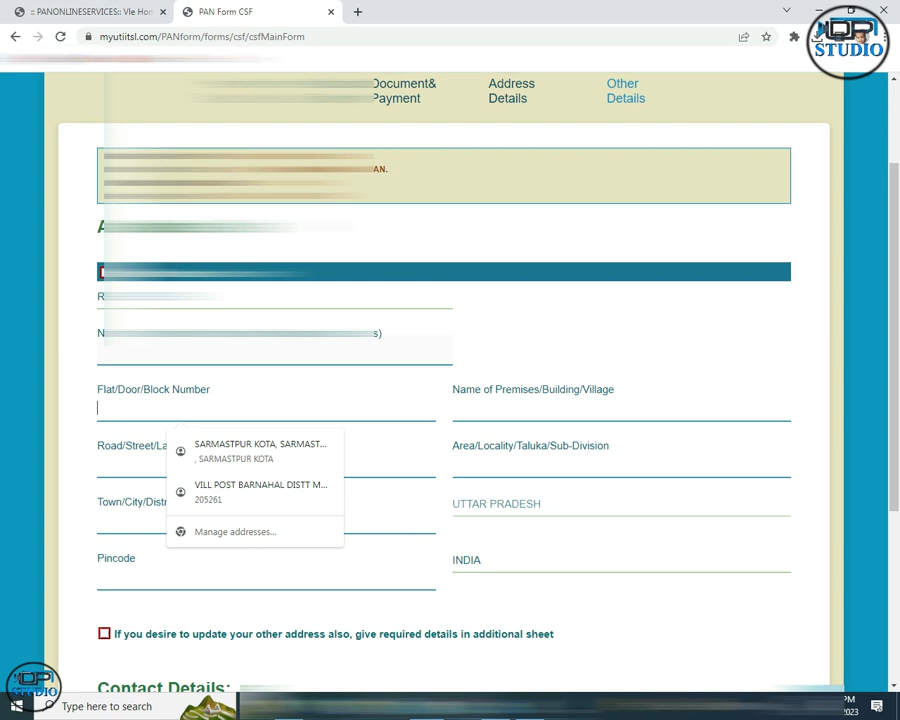 :: PANONLINESERVICES:: Vle Hom
PAN Form CSF
myutiitsl.com/PANform/forms/csf/csfMainForm
STUDIO
Document&
Payment
Address
Details
Other
Details
AN.
s)
Flat/Door/Block Number
Name of Premises/Building/Village
SARMASTPUR KOTA, SARMAST...
, SARMASTPUR KOTA
VILL POST BARNAHAL DISTT M...
205261
Manage addresses...
Road/Street/La
Area/Locality/Taluka/Sub-Division
Town/City/Distr
UTTAR PRADESH
Pincode
INDIA
If you desire to update your other address also, give required details in additional sheet
Contact Details:
STUDIO
Type here to search
PM
2023